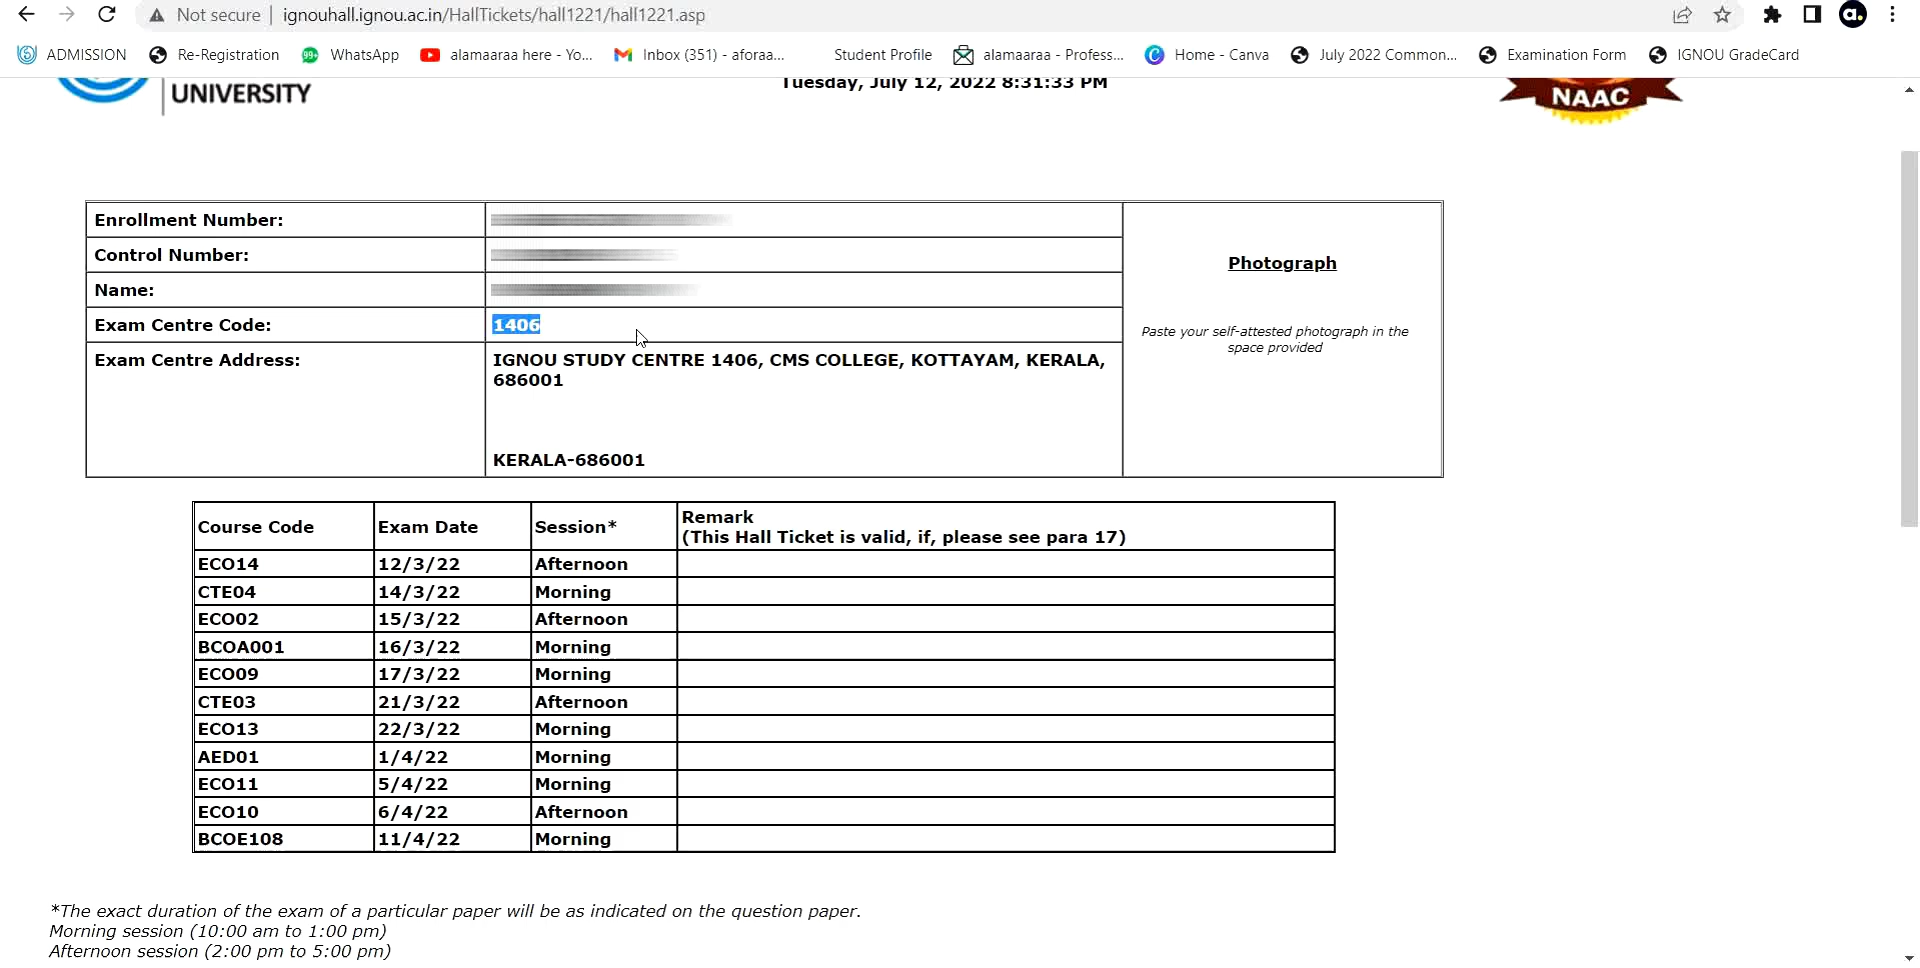 Not secure | ignouhall.ignou.ac.in/HallTickets/hall1221/hall1221.asp
a.
ADMISSION Re-Registration 99+ WhatsApp alamaaraa here - Yo... Inbox (351) - aforaa... Student Profile alamaaraa - Profess... Home - Canva July 2022 Common... Examination Form IGNOU GradeCard
UNIVERSITY
Tuesday, July 12, 2022 8:31:33 PM
NAAC
Enrollment Number:
Control Number:
Name:
Exam Centre Code: 1406
Exam Centre Address: IGNOU STUDY CENTRE 1406, CMS COLLEGE, KOTTAYAM, KERALA,
686001
KERALA-686001
Photograph
Paste your self-attested photograph in the
space provided
Course Code Exam Date Session* Remark
(This Hall Ticket is valid, if, please see para 17)
ECO14 12/3/22 Afternoon
CTE04 14/3/22 Morning
ECO02 15/3/22 Afternoon
BCOA001 16/3/22 Morning
ECO09 17/3/22 Morning
CTE03 21/3/22 Afternoon
ECO13 22/3/22 Morning
AED01 1/4/22 Morning
ECO11 5/4/22 Morning
ECO10 6/4/22 Afternoon
BCOE108 11/4/22 Morning
*The exact duration of the exam of a particular paper will be as indicated on the question paper.
Morning session (10:00 am to 1:00 pm)
Afternoon session (2:00 pm to 5:00 pm)